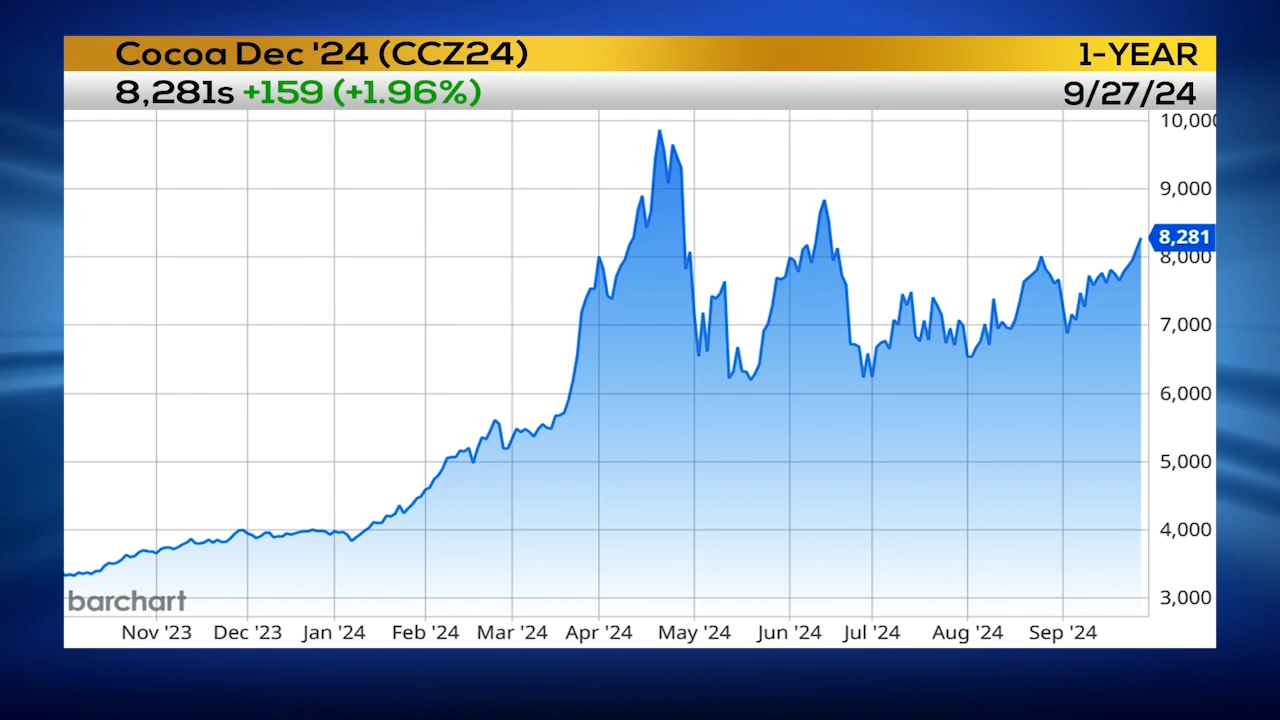 Cocoa Dec '24 (CCZ24) 1-YEAR
8,281s +159 (+1.96%) 9/27/24
10,000
9,000
8,281
8,000
7,000
6,000
5,000
4,000
3,000
barchart
Nov '23 Dec '23 Jan '24 Feb '24 Mar '24 Apr '24 May '24 Jun '24 Jul '24 Aug '24 Sep '24